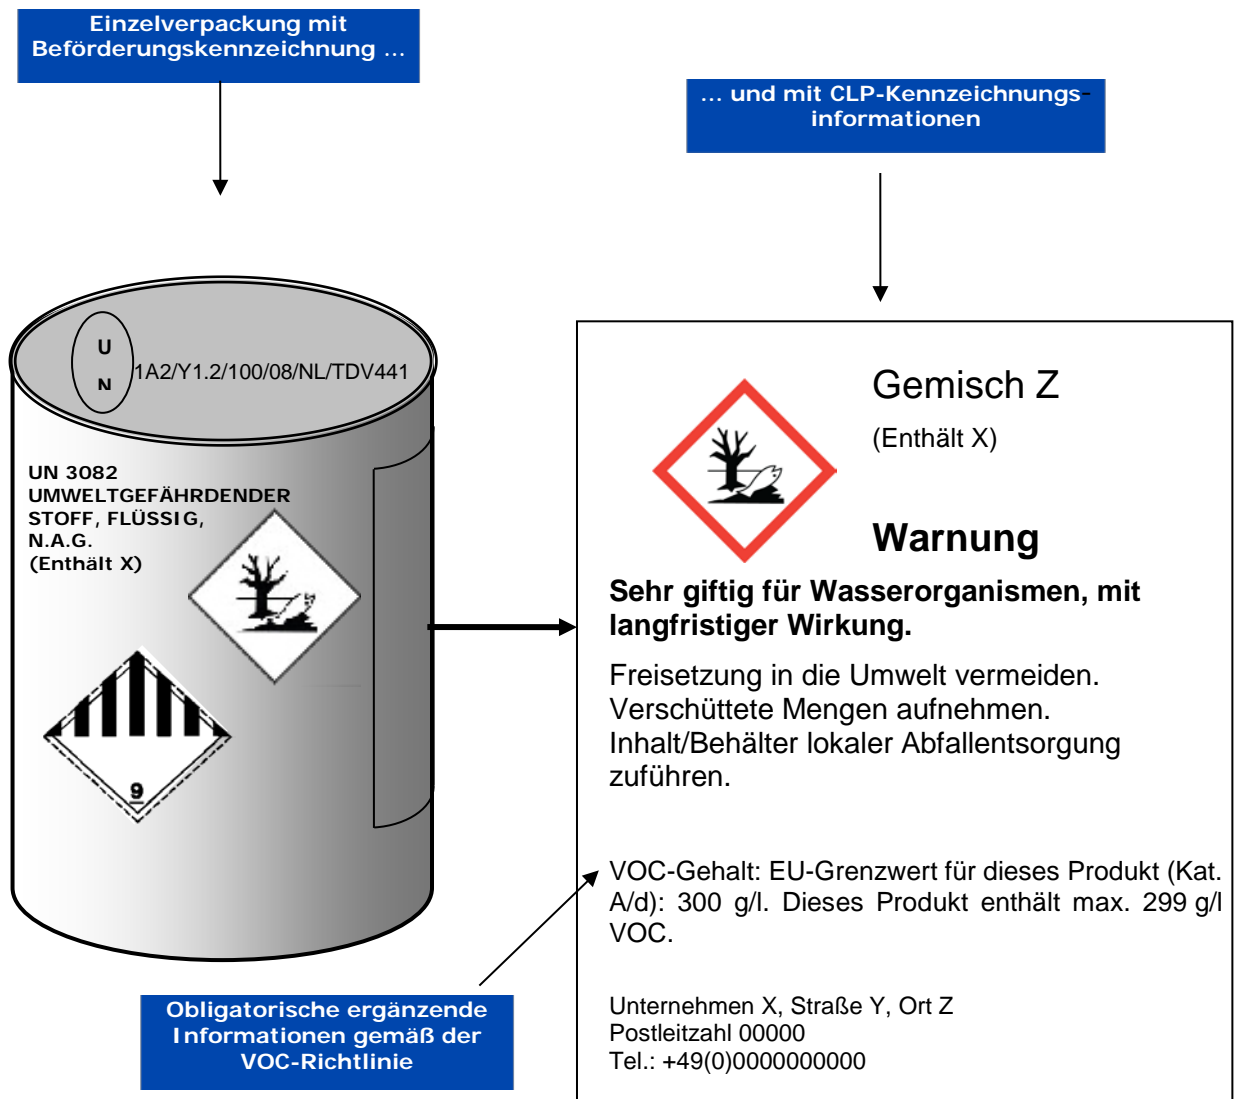 Einzelverpackung mit
Beförderungskennzeichnung ...
... und mit CLP-Kennzeichnungs-
informationen
U
N
1A2/Y1.2/100/08/NL/TDV441
UN 3082
UMWELTGEFÄHRDENDER
STOFF, FLÜSSIG,
N.A.G.
(Enthält X)
9
Gemisch Z
(Enthält X)
Warnung
Sehr giftig für Wasserorganismen, mit
langfristiger Wirkung.
Freisetzung in die Umwelt vermeiden.
Verschüttete Mengen aufnehmen.
Inhalt/Behälter lokaler Abfallentsorgung
zuführen.
VOC-Gehalt: EU-Grenzwert für dieses Produkt (Kat.
A/d): 300 g/l. Dieses Produkt enthält max. 299 g/l
VOC.
Unternehmen X, Straße Y, Ort Z
Postleitzahl 00000
Tel.: +49(0)0000000000
Obligatorische ergänzende
Informationen gemäß der
VOC-Richtlinie